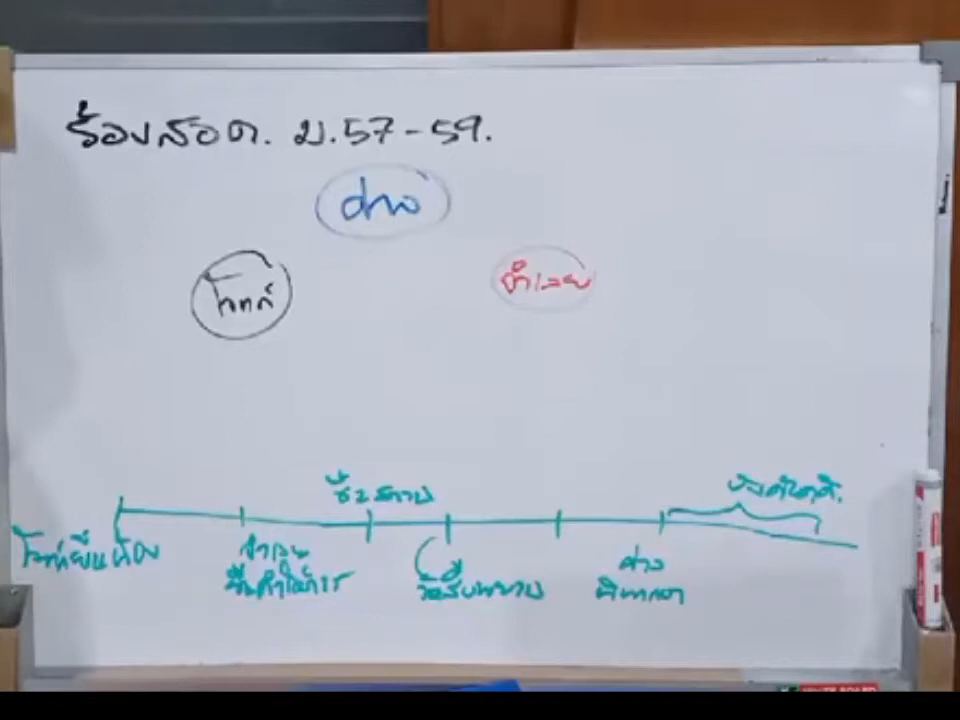 ร้องสอด. ม.57-59.
ศาล
โจทก์
จำเลย
ชี้สองสถาน
บังคับคดี.
โจทก์ยื่นฟ้อง
จำเลย
ยื่นคำให้การ
วันสืบพยาน
ศาล
พิพากษา